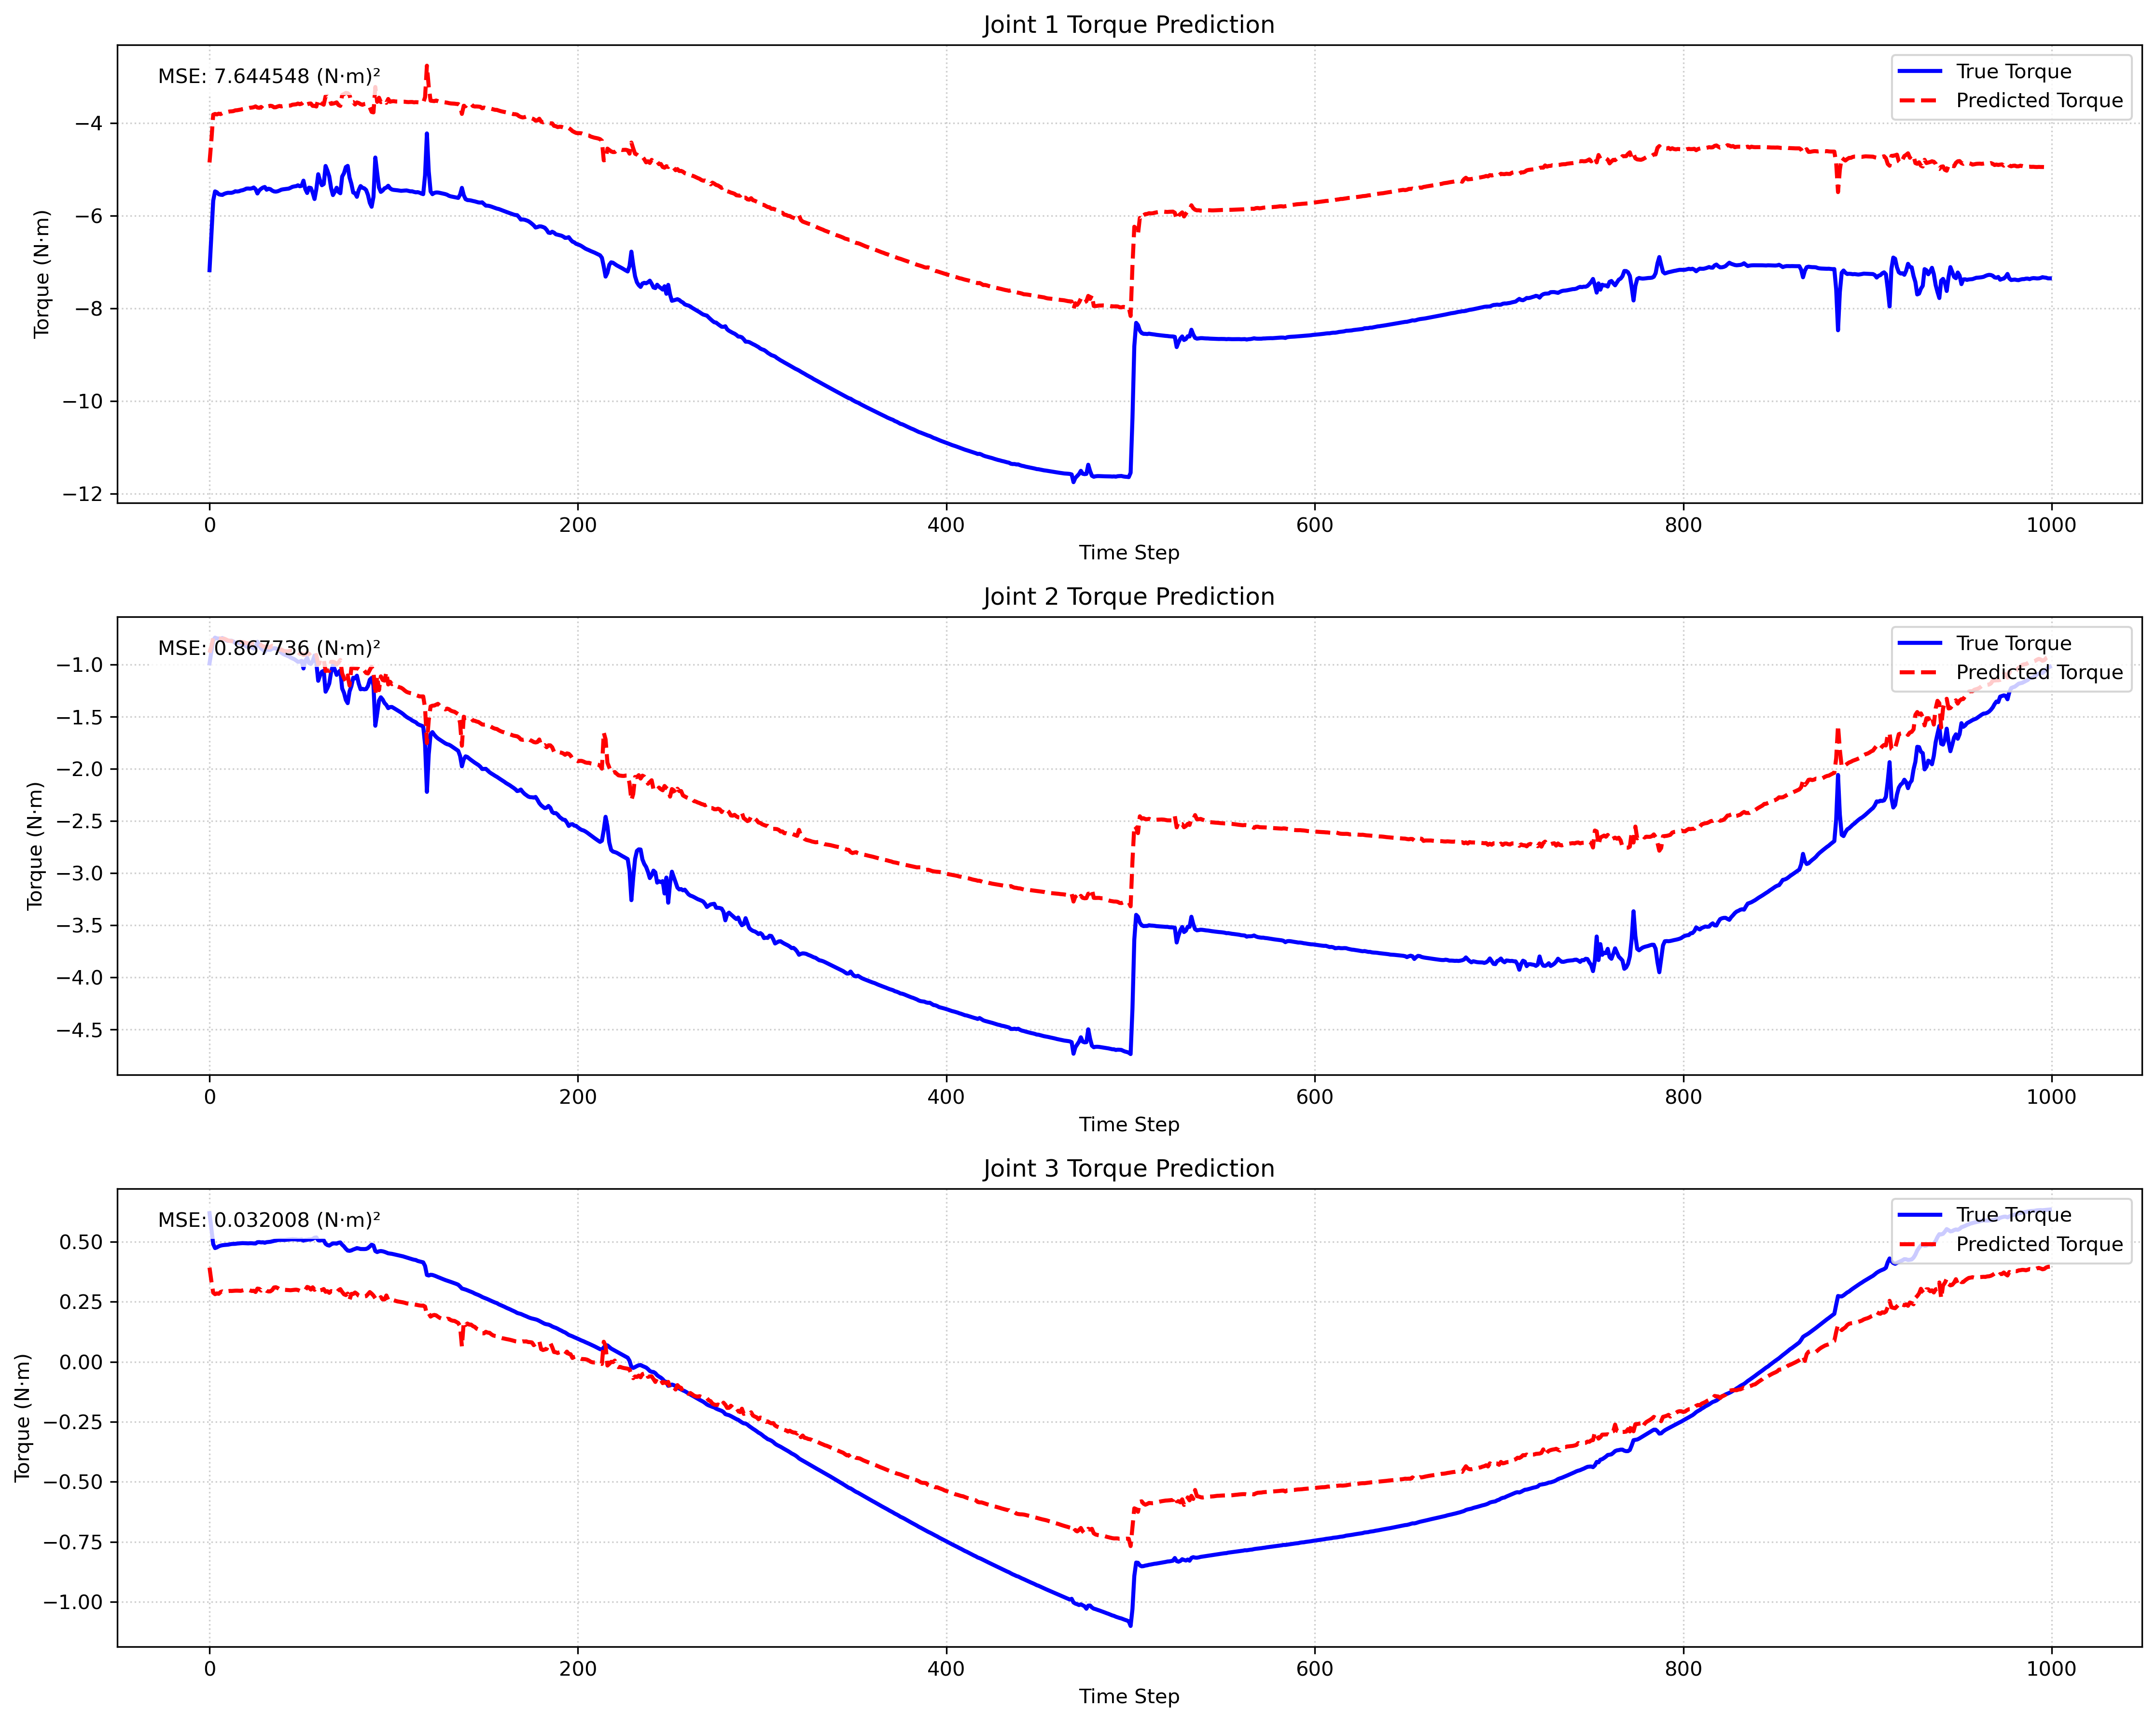 Joint 1 Torque Prediction
MSE: 7.644548 (N·m)²
True Torque
Predicted Torque
Torque (N·m)
−4
−6
−8
−10
−12
0 200 400 600 800 1000
Time Step
Joint 2 Torque Prediction
MSE: 0.867736 (N·m)²
True Torque
Predicted Torque
Torque (N·m)
−1.0
−1.5
−2.0
−2.5
−3.0
−3.5
−4.0
−4.5
0 200 400 600 800 1000
Time Step
Joint 3 Torque Prediction
MSE: 0.032008 (N·m)²
True Torque
Predicted Torque
Torque (N·m)
0.50
0.25
0.00
−0.25
−0.50
−0.75
−1.00
0 200 400 600 800 1000
Time Step